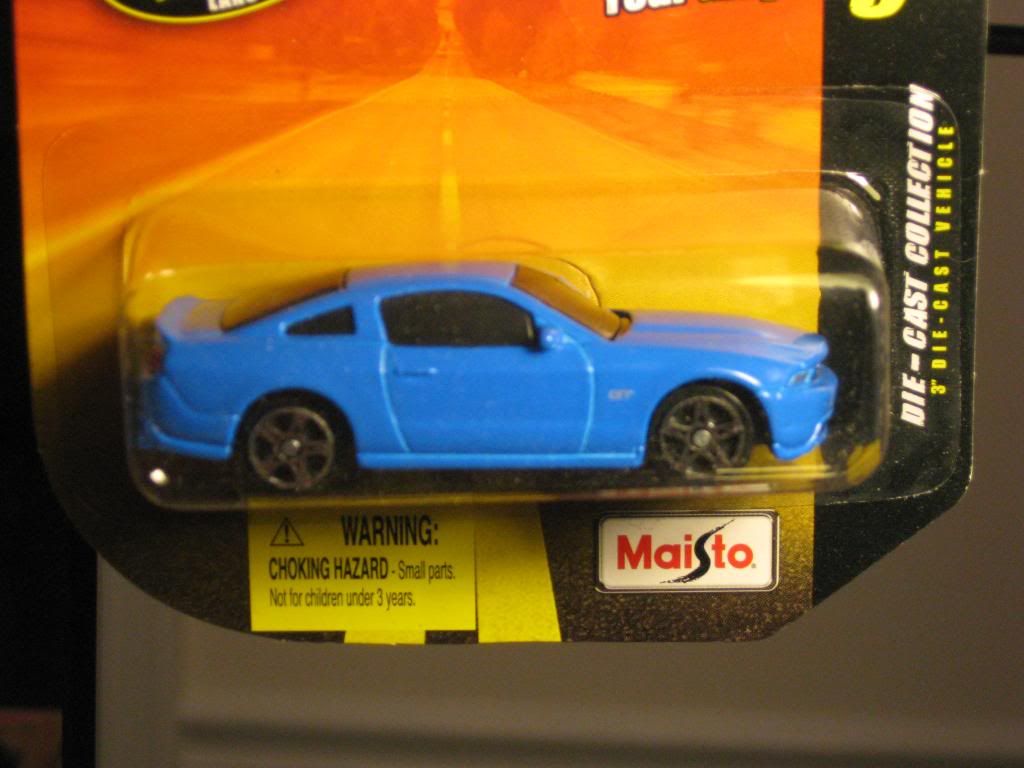 DIE-CAST COLLECTION
3" DIE-CAST VEHICLE
GT
WARNING:
CHOKING HAZARD - Small parts.
Not for children under 3 years.
Maisto